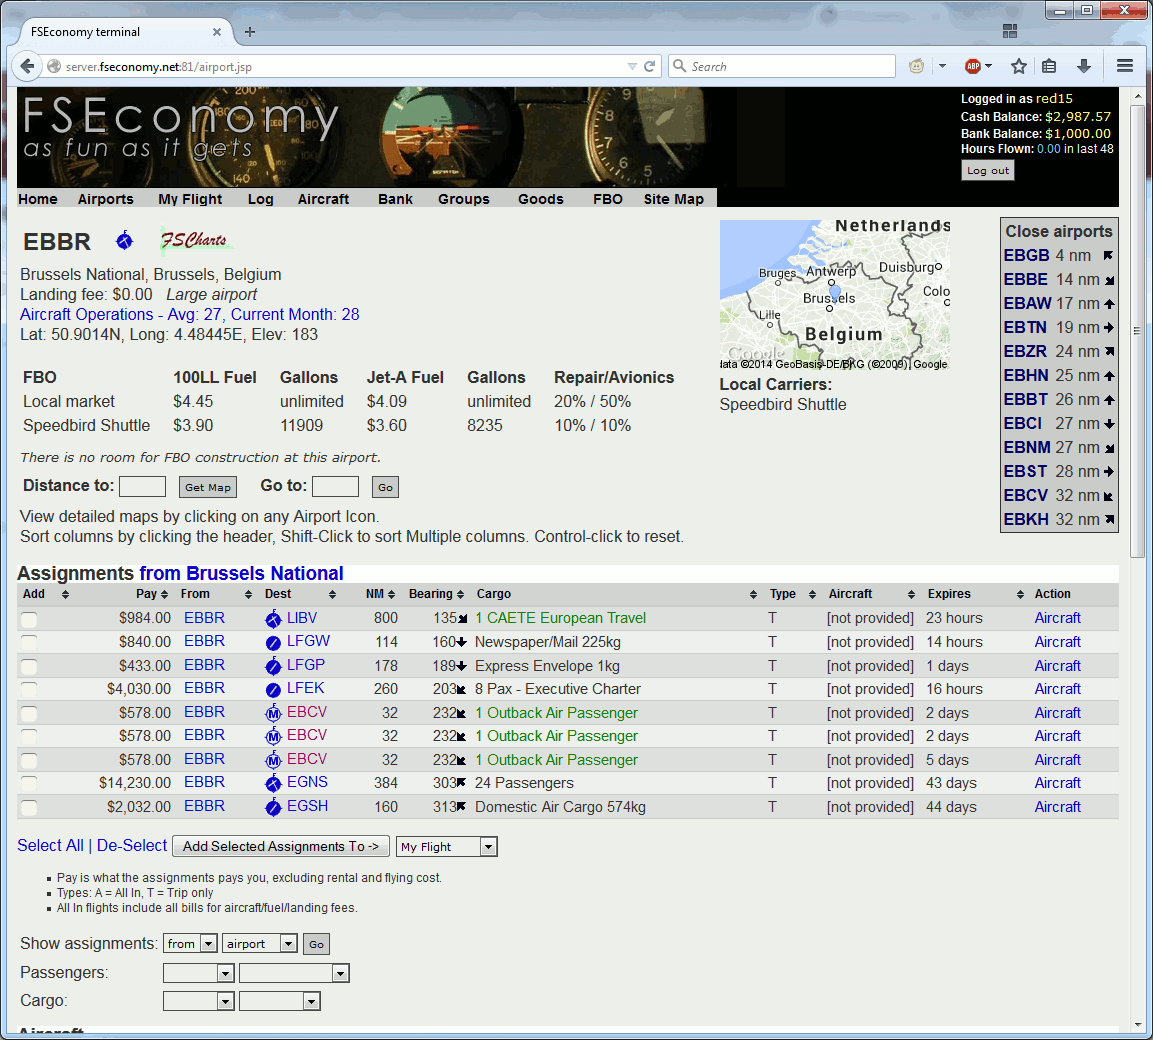 FSEconomy terminal
server.fseconomy.net:81/airport.jsp
Search
ABP
FSEconomy
as fun as it gets
Logged in as red15
Cash Balance: $2,987.57
Bank Balance: $1,000.00
Hours Flown: 0.00 in last 48
Log out
Home Airports My Flight Log Aircraft Bank Groups Goods FBO Site Map
EBBR FSCharts
Brussels National, Brussels, Belgium
Landing fee: $0.00 Large airport
Aircraft Operations - Avg: 27, Current Month: 28
Lat: 50.9014N, Long: 4.48445E, Elev: 183
Netherlands
Bruges Antwerp Duisburg
Brussels Colo
Lille
Belgium
Google
data ©2014 GeoBasis-DE/BKG (©2009), Google
Local Carriers:
Speedbird Shuttle
Close airports
EBGB 4 nm
EBBE 14 nm
EBAW 17 nm
EBTN 19 nm
EBZR 24 nm
EBHN 25 nm
EBBT 26 nm
EBCI 27 nm
EBNM 27 nm
EBST 28 nm
EBCV 32 nm
EBKH 32 nm
FBO 100LL Fuel Gallons Jet-A Fuel Gallons Repair/Avionics
Local market $4.45 unlimited $4.09 unlimited 20% / 50%
Speedbird Shuttle $3.90 11909 $3.60 8235 10% / 10%
There is no room for FBO construction at this airport.
Distance to: Get Map Go to: Go
View detailed maps by clicking on any Airport Icon.
Sort columns by clicking the header, Shift-Click to sort Multiple columns. Control-click to reset.
Assignments from Brussels National
Add Pay From Dest NM Bearing Cargo Type Aircraft Expires Action
$984.00 EBBR LIBV 800 135 1 CAETE European Travel T [not provided] 23 hours Aircraft
$840.00 EBBR LFGW 114 160 Newspaper/Mail 225kg T [not provided] 14 hours Aircraft
$433.00 EBBR LFGP 178 189 Express Envelope 1kg T [not provided] 1 days Aircraft
$4,030.00 EBBR LFEK 260 203 8 Pax - Executive Charter T [not provided] 16 hours Aircraft
$578.00 EBBR EBCV 32 232 1 Outback Air Passenger T [not provided] 2 days Aircraft
$578.00 EBBR EBCV 32 232 1 Outback Air Passenger T [not provided] 2 days Aircraft
$578.00 EBBR EBCV 32 232 1 Outback Air Passenger T [not provided] 5 days Aircraft
$14,230.00 EBBR EGNS 384 303 24 Passengers T [not provided] 43 days Aircraft
$2,032.00 EBBR EGSH 160 313 Domestic Air Cargo 574kg T [not provided] 44 days Aircraft
Select All | De-Select Add Selected Assignments To -> My Flight
Pay is what the assignments pays you, excluding rental and flying cost.
Types: A = All In, T = Trip only
All In flights include all bills for aircraft/fuel/landing fees.
Show assignments: from airport Go
Passengers:
Cargo:
Aircraft